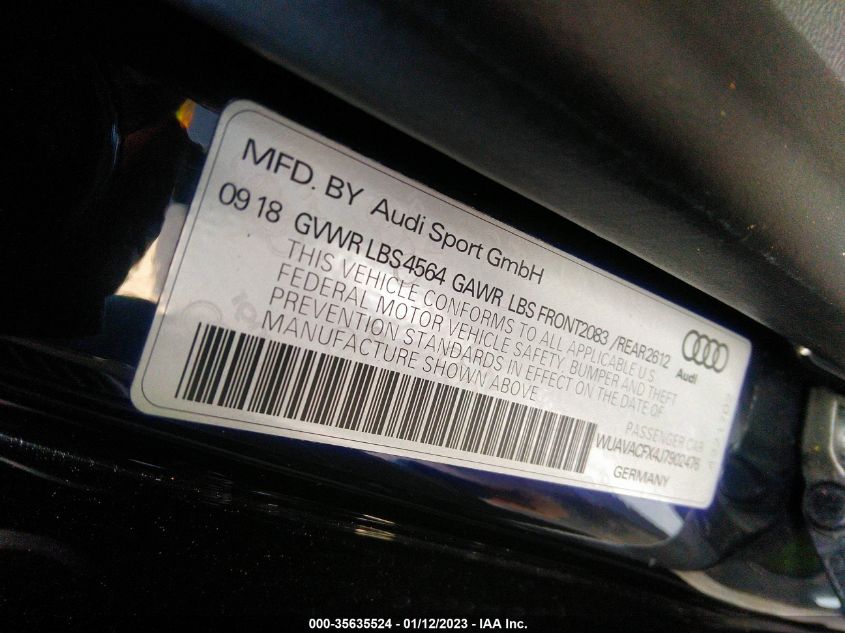 MFD. BY Audi Sport GmbH
09 18 GVWR LBS 4564 GAWR LBS FRONT2083 /REAR2612
THIS VEHICLE CONFORMS TO ALL APPLICABLE U.S.
FEDERAL MOTOR VEHICLE SAFETY, BUMPER AND THEFT
PREVENTION STANDARDS IN EFFECT ON THE DATE OF
MANUFACTURE SHOWN ABOVE.
Audi
PASSENGER CAR
WUAVACFX4J7902476
GERMANY
000-35635524 - 01/12/2023 - IAA Inc.